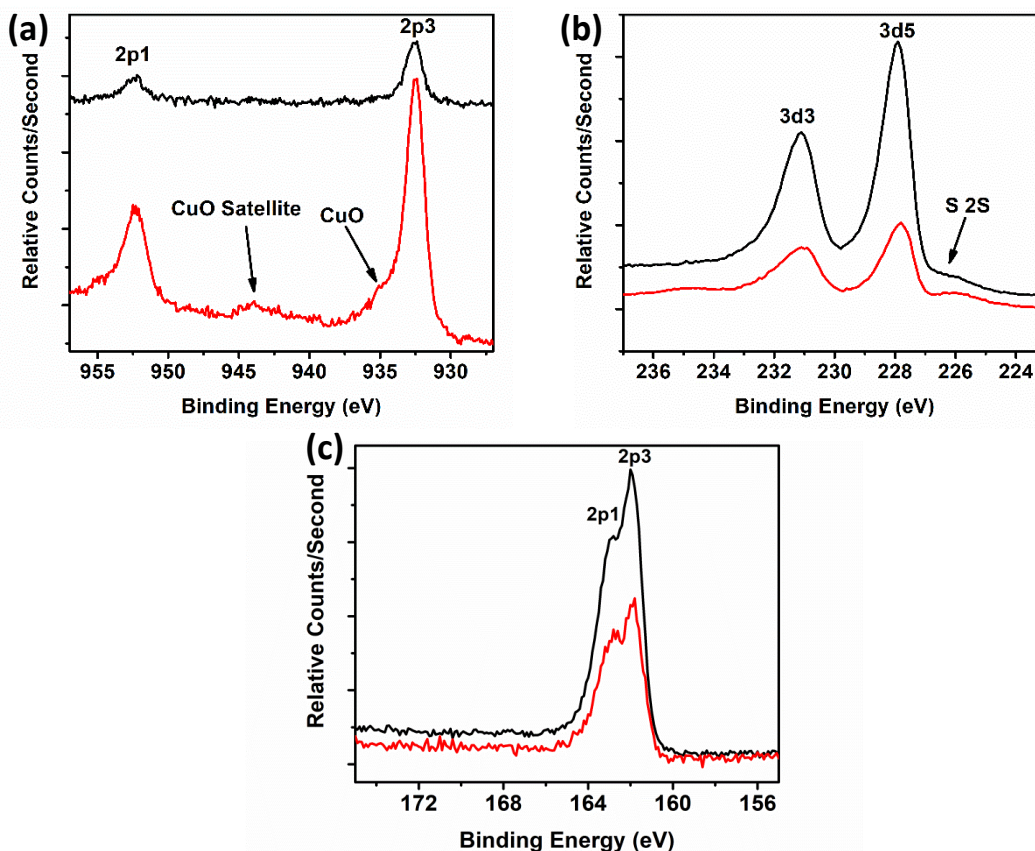 (a)
2p1
2p3
CuO Satellite
CuO
Relative Counts/Second
955 950 945 940 935 930
Binding Energy (eV)
(b)
3d5
3d3
S 2S
Relative Counts/Second
236 234 232 230 228 226 224
Binding Energy (eV)
(c)
2p3
2p1
Relative Counts/Second
172 168 164 160 156
Binding Energy (eV)